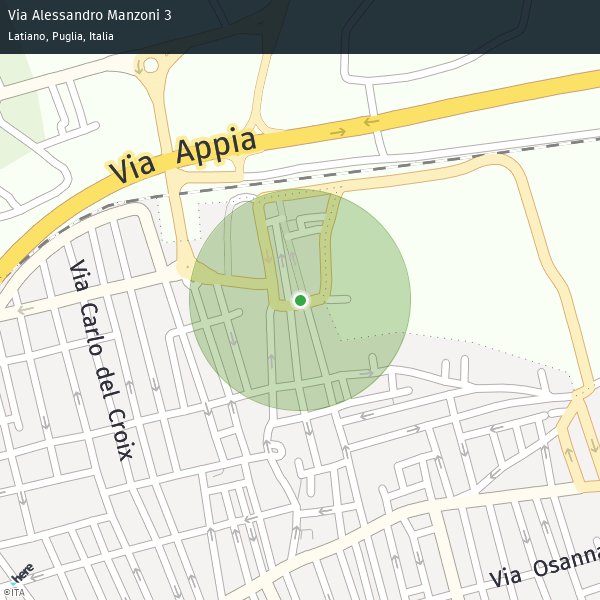 Via Alessandro Manzoni 3
Latiano, Puglia, Italia
Via Appia
Via Carlo del Croix
Via Osanna
here
©ITA